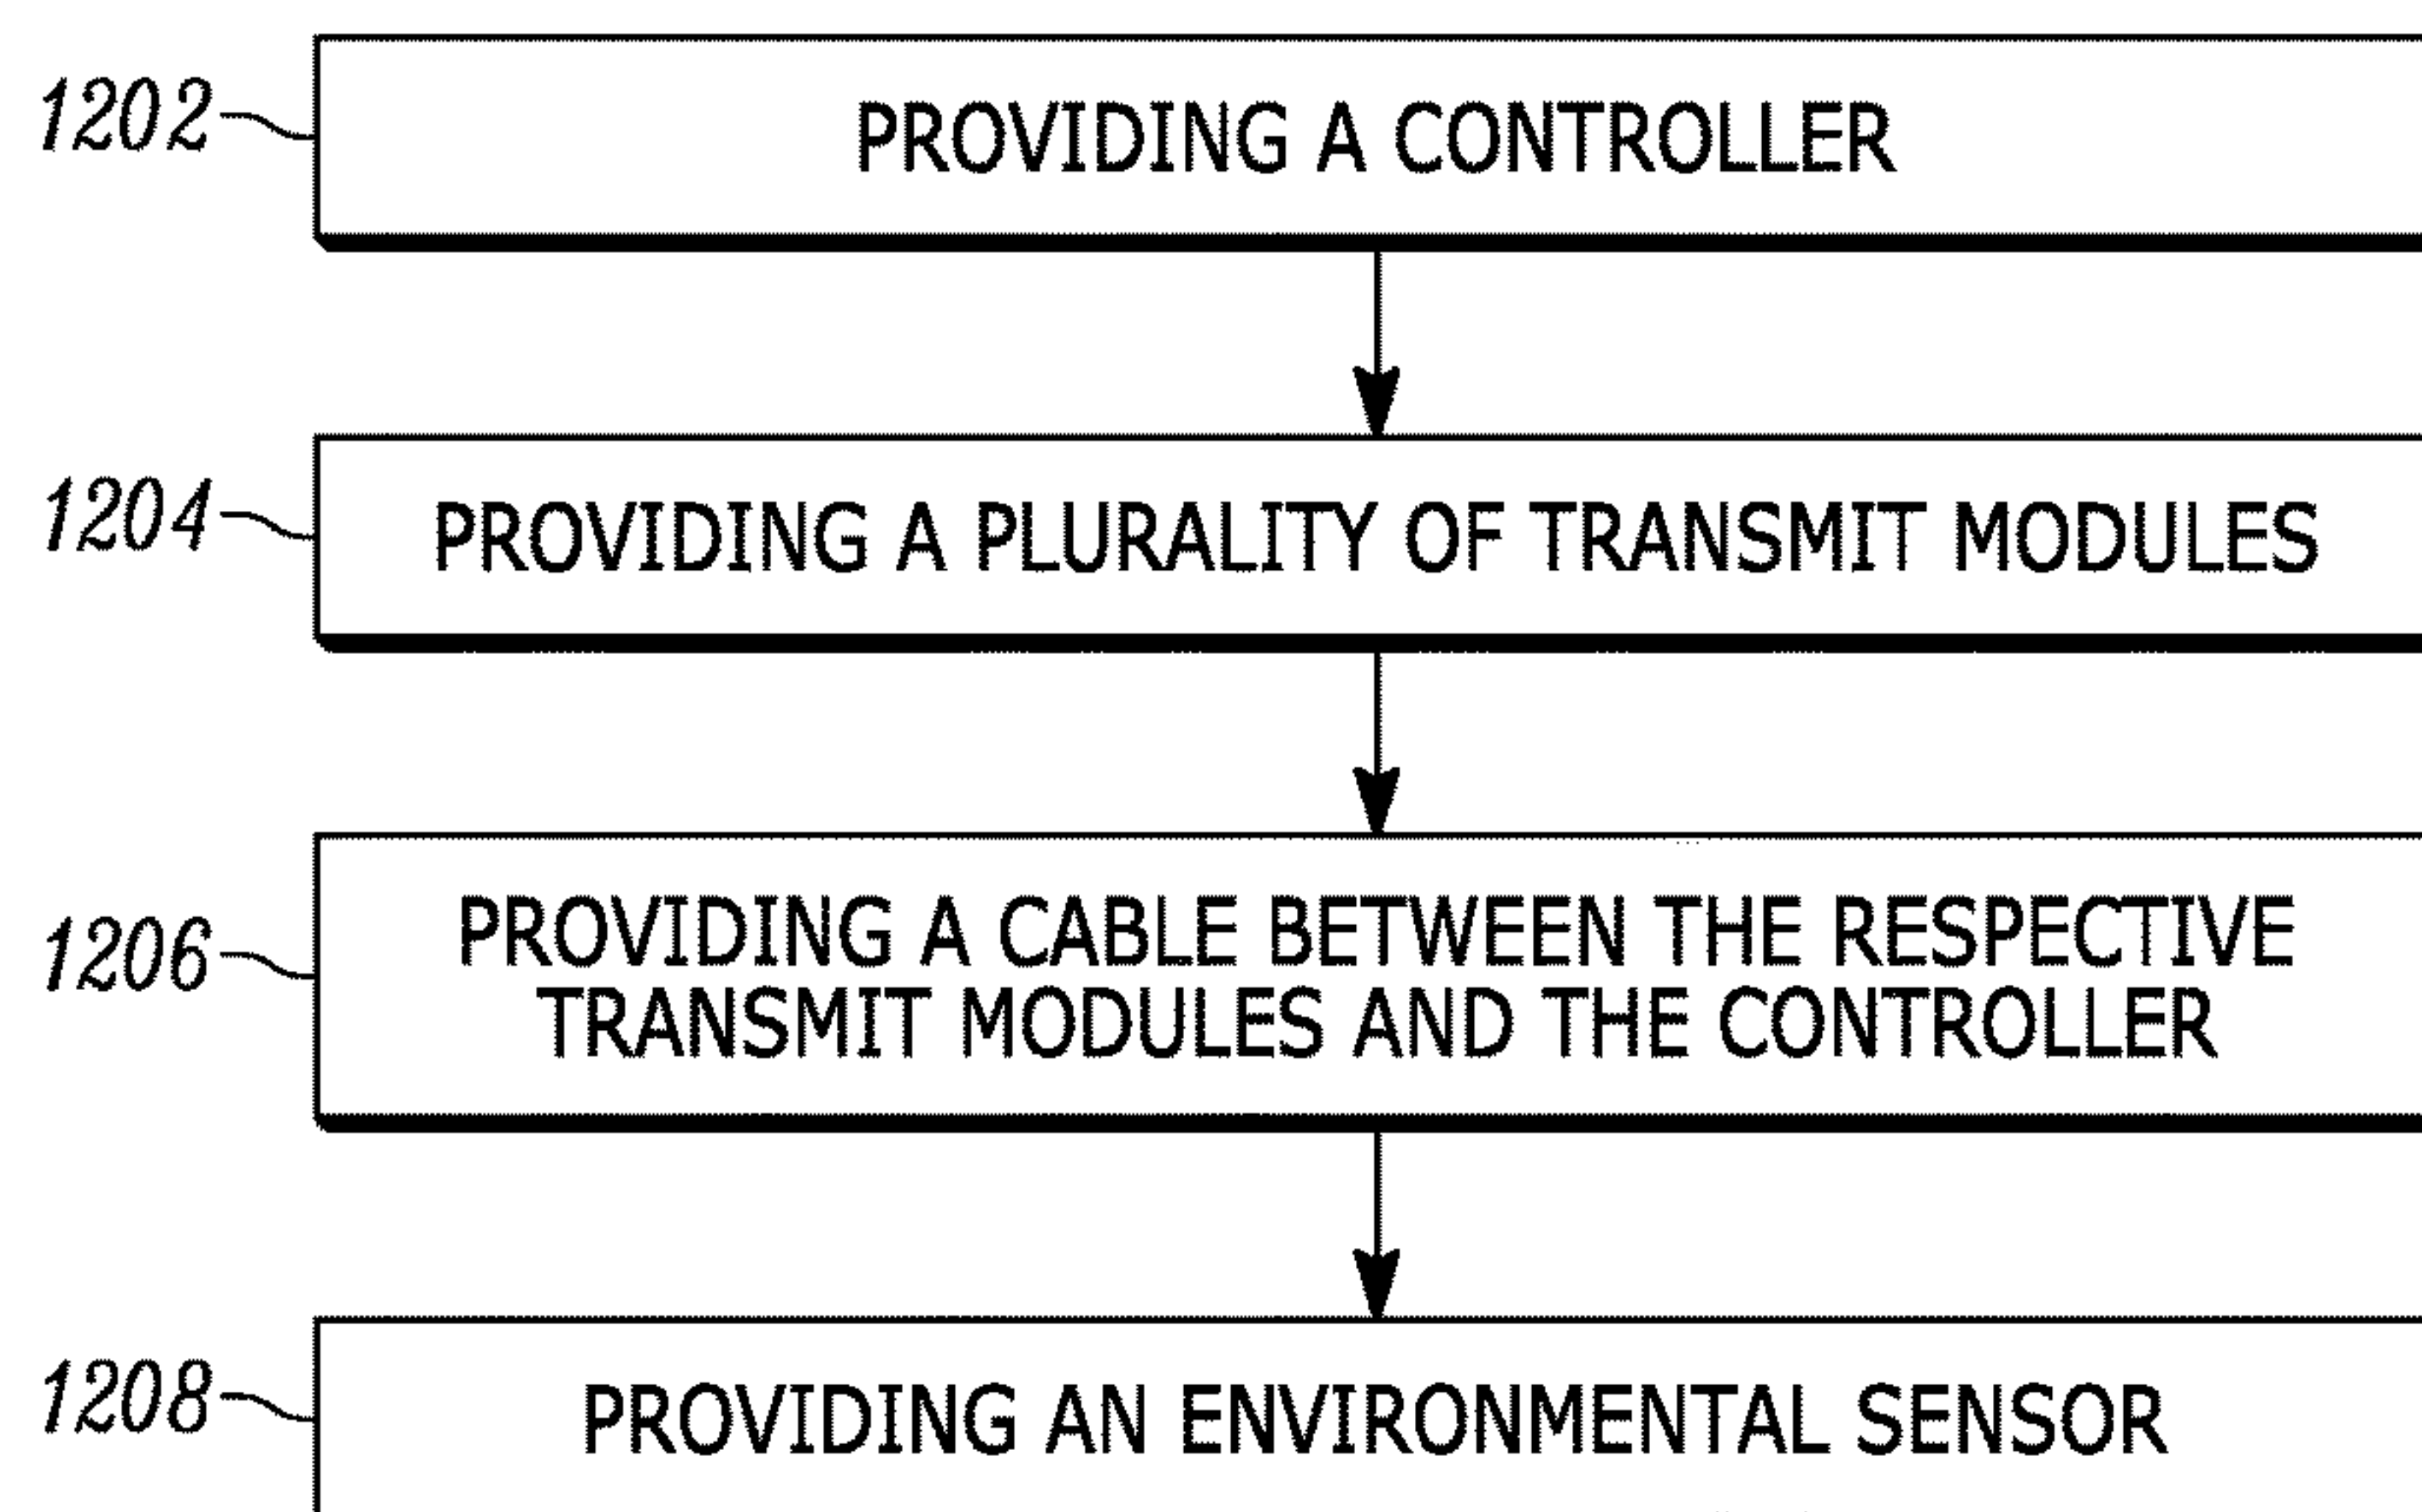 1202
PROVIDING A CONTROLLER
1204
PROVIDING A PLURALITY OF TRANSMIT MODULES
1206
PROVIDING A CABLE BETWEEN THE RESPECTIVE
TRANSMIT MODULES AND THE CONTROLLER
1208
PROVIDING AN ENVIRONMENTAL SENSOR